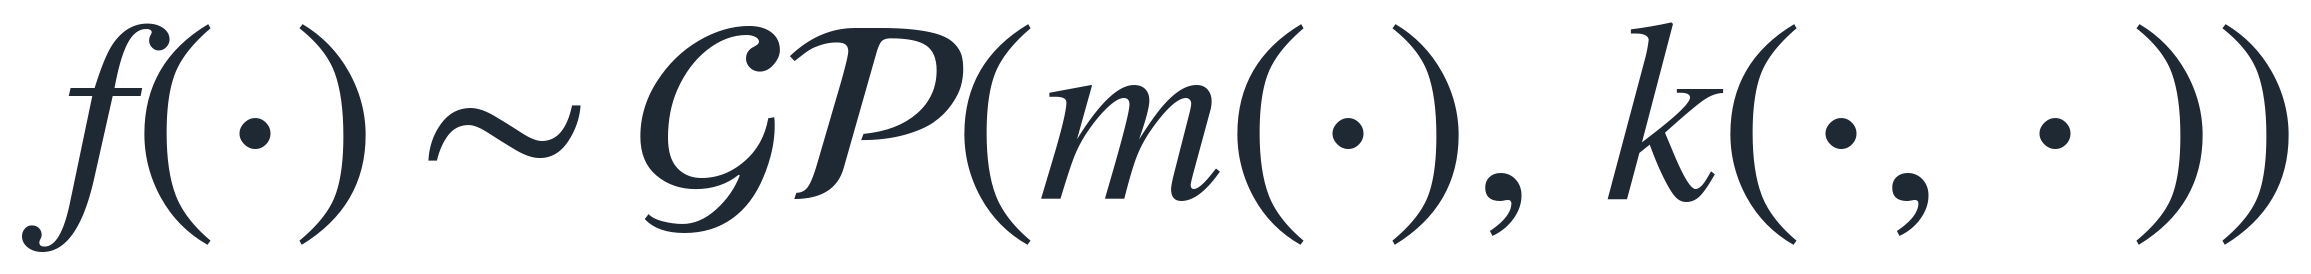 f(·) ∼ 𝒢𝒫(m(·), k(·, ·))